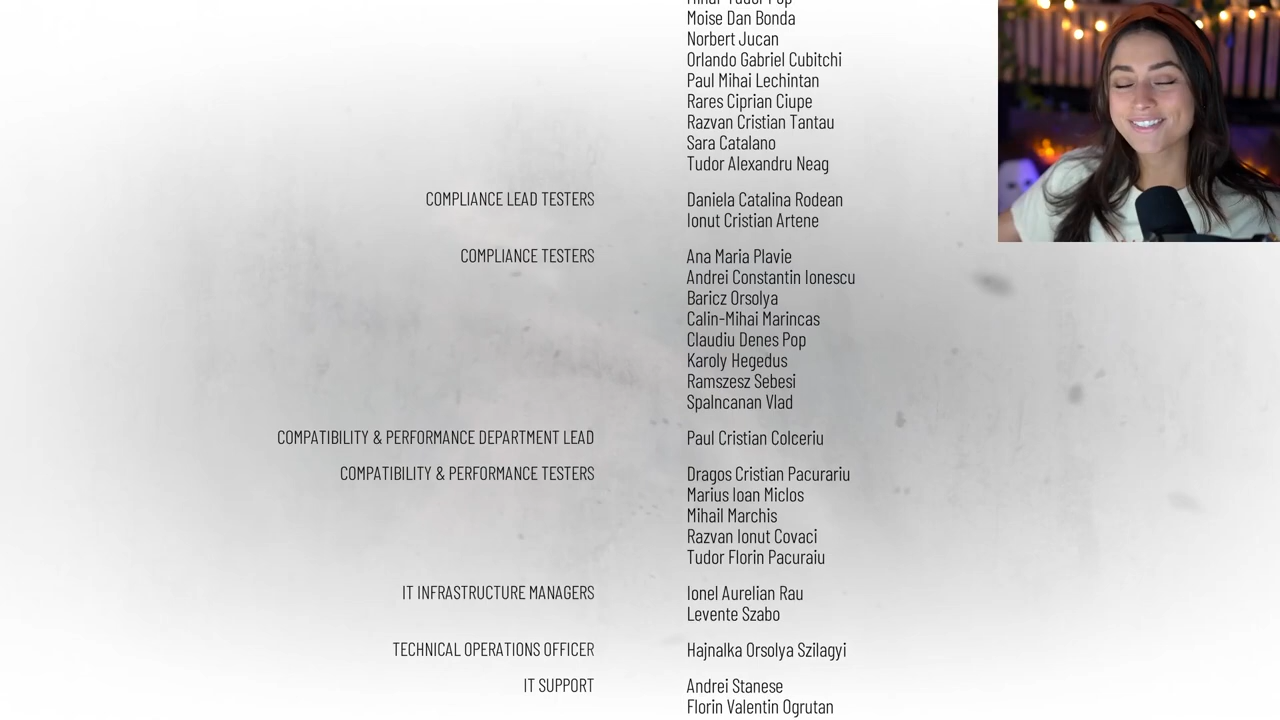 Moise Dan Bonda
Norbert Jucan
Orlando Gabriel Cubitchi
Paul Mihai Lechintan
Rares Ciprian Ciupe
Razvan Cristian Tantau
Sara Catalano
Tudor Alexandru Neag
COMPLIANCE LEAD TESTERS Daniela Catalina Rodean
Ionut Cristian Artene
COMPLIANCE TESTERS Ana Maria Plavie
Andrei Constantin Ionescu
Baricz Orsolya
Calin-Mihai Marincas
Claudiu Denes Pop
Karoly Hegedus
Ramszesz Sebesi
Spalncanan Vlad
COMPATIBILITY & PERFORMANCE DEPARTMENT LEAD Paul Cristian Colceriu
COMPATIBILITY & PERFORMANCE TESTERS Dragos Cristian Pacurariu
Marius Ioan Miclos
Mihail Marchis
Razvan Ionut Covaci
Tudor Florin Pacuraiu
IT INFRASTRUCTURE MANAGERS Ionel Aurelian Rau
Levente Szabo
TECHNICAL OPERATIONS OFFICER Hajnalka Orsolya Szilagyi
IT SUPPORT Andrei Stanese
Florin Valentin Ogrutan